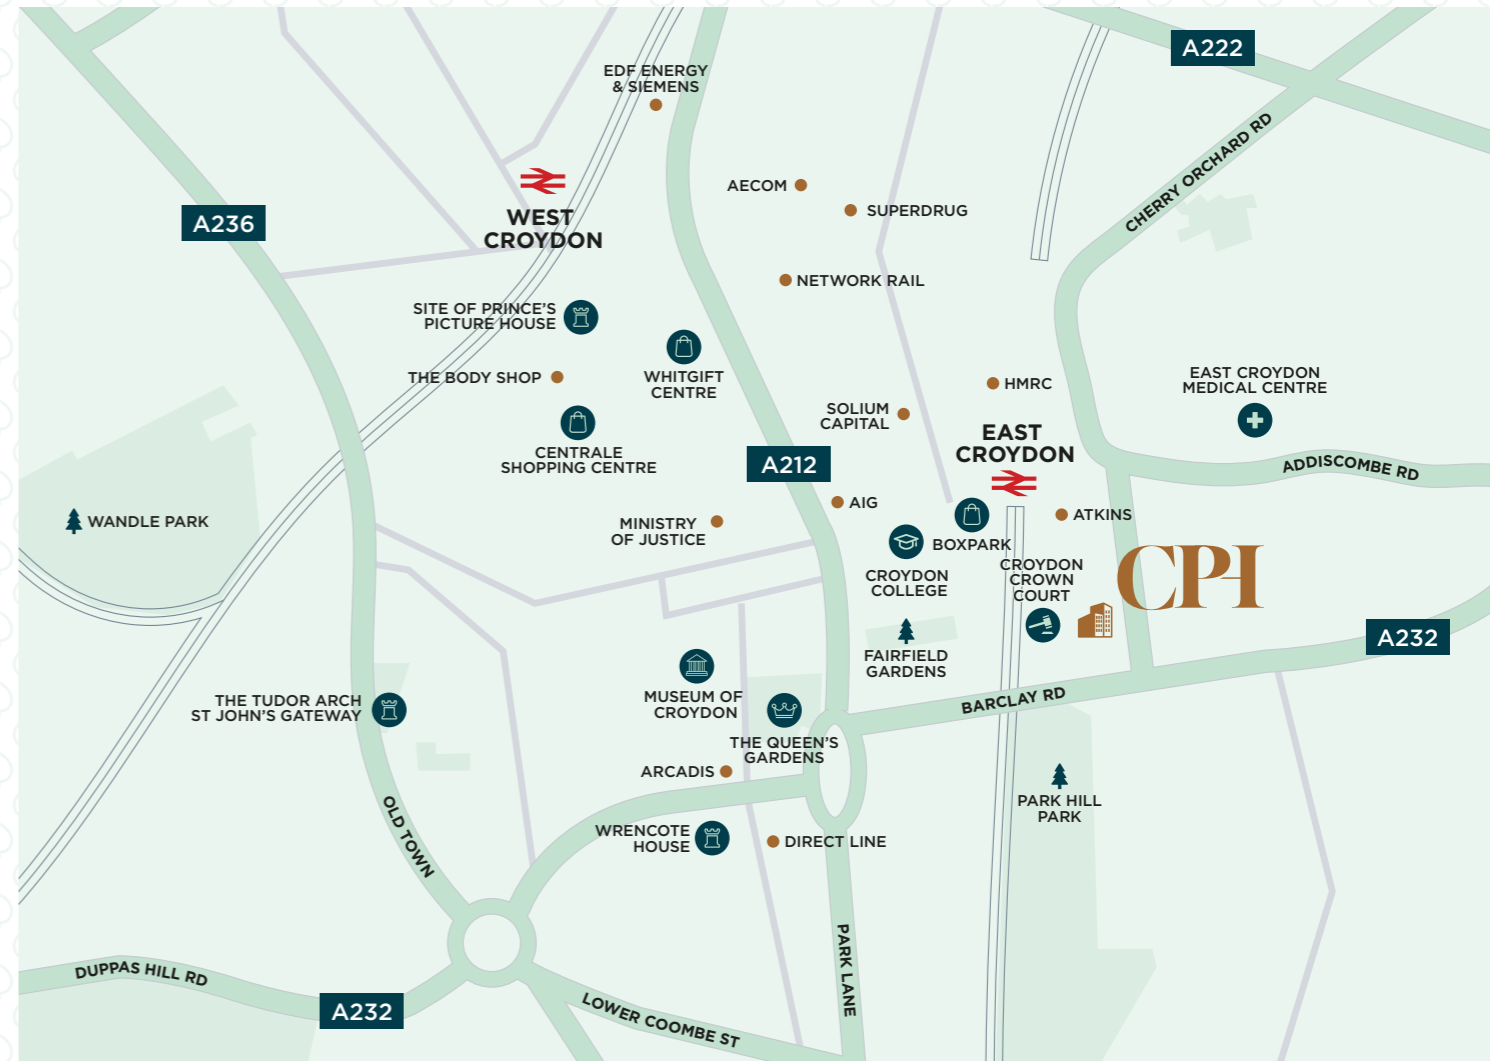 A222
EDF ENERGY
& SIEMENS
CHERRY ORCHARD RD
AECOM
SUPERDRUG
A236
WEST
CROYDON
NETWORK RAIL
SITE OF PRINCE'S
PICTURE HOUSE
THE BODY SHOP
WHITGIFT
CENTRE
HMRC
EAST CROYDON
MEDICAL CENTRE
SOLIUM
CAPITAL
EAST
CROYDON
CENTRALE
SHOPPING CENTRE
A212
ADDISCOMBE RD
AIG
WANDLE PARK
MINISTRY
OF JUSTICE
ATKINS
BOXPARK
CROYDON
COLLEGE
CROYDON
CROWN
COURT
CPH
A232
FAIRFIELD
GARDENS
THE TUDOR ARCH
ST JOHN'S GATEWAY
MUSEUM OF
CROYDON
BARCLAY RD
THE QUEEN'S
GARDENS
ARCADIS
PARK HILL
PARK
OLD TOWN
WRENCOTE
HOUSE
DIRECT LINE
PARK LANE
DUPPAS HILL RD
A232
LOWER COOMBE ST